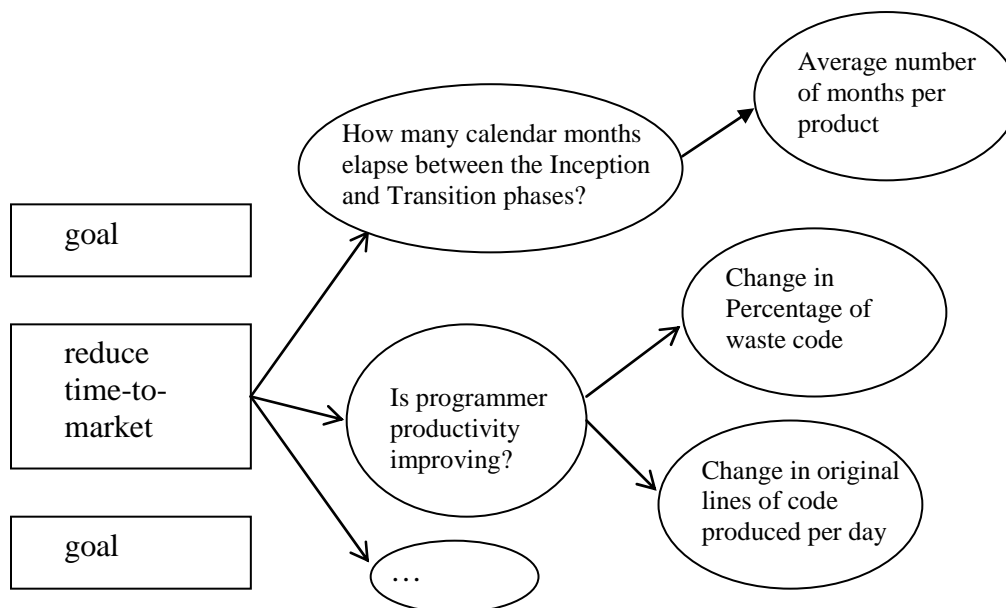 goal
reduce
time-to-
market
goal
How many calendar months
elapse between the Inception
and Transition phases?
Is programmer
productivity
improving?
…
Average number
of months per
product
Change in
Percentage of
waste code
Change in original
lines of code
produced per day